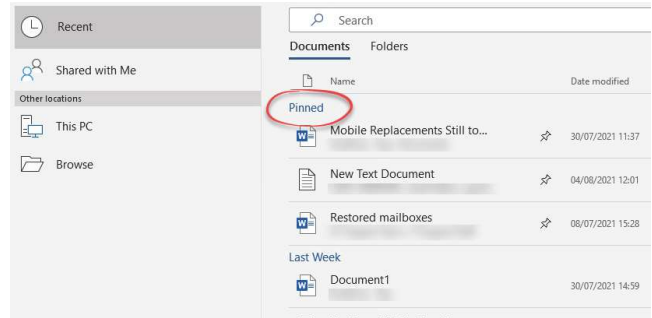 Recent
Shared with Me
Other locations
This PC
Browse
Search
Documents Folders
Name Date modified
Pinned
Mobile Replacements Still to... 30/07/2021 11:37
New Text Document 04/08/2021 12:01
Restored mailboxes 08/07/2021 15:28
Last Week
Document1 30/07/2021 14:59